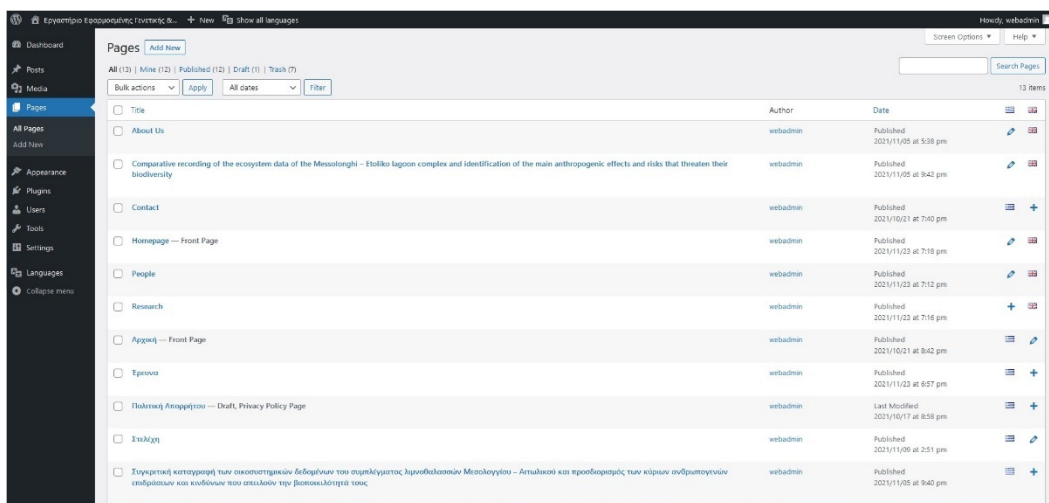 Εργαστήριο Εφαρμοσμένης Γενετικής &... + New Show all languages Howdy, webadmin
Dashboard
Posts
Media
Pages
All Pages
Add New
Appearance
Plugins
Users
Tools
Settings
Languages
Collapse menu
Screen Options ▼ Help ▼
Pages Add New
All (13) | Mine (12) | Published (12) | Draft (1) | Trash (7)
Search Pages
Bulk actions Apply All dates Filter 13 items
Title Author Date
About Us webadmin Published
2021/11/05 at 5:38 pm
Comparative recording of the ecosystem data of the Messolonghi – Etoliko lagoon complex and identification of the main anthropogenic effects and risks that threaten their webadmin Published
biodiversity 2021/11/05 at 9:42 pm
Contact webadmin Published
2021/10/21 at 7:40 pm
Homepage — Front Page webadmin Published
2021/11/23 at 7:18 pm
People webadmin Published
2021/11/23 at 7:12 pm
Research webadmin Published
2021/11/23 at 7:16 pm
Αρχική — Front Page webadmin Published
2021/10/21 at 8:42 pm
Έρευνα webadmin Published
2021/11/23 at 6:57 pm
Πολιτική Απορρήτου — Draft, Privacy Policy Page webadmin Last Modified
2021/10/17 at 8:58 pm
Στελέχη webadmin Published
2021/11/09 at 2:51 pm
Συγκριτική καταγραφή των οικοσυστημικών δεδομένων του συμπλέγματος λιμνοθαλασσών Μεσολογγίου – Αιτωλικού και προσδιορισμός των κύριων ανθρωπογενών webadmin Published
επιδράσεων και κινδύνων που απειλούν την βιοποικιλότητά τους 2021/11/05 at 9:40 pm